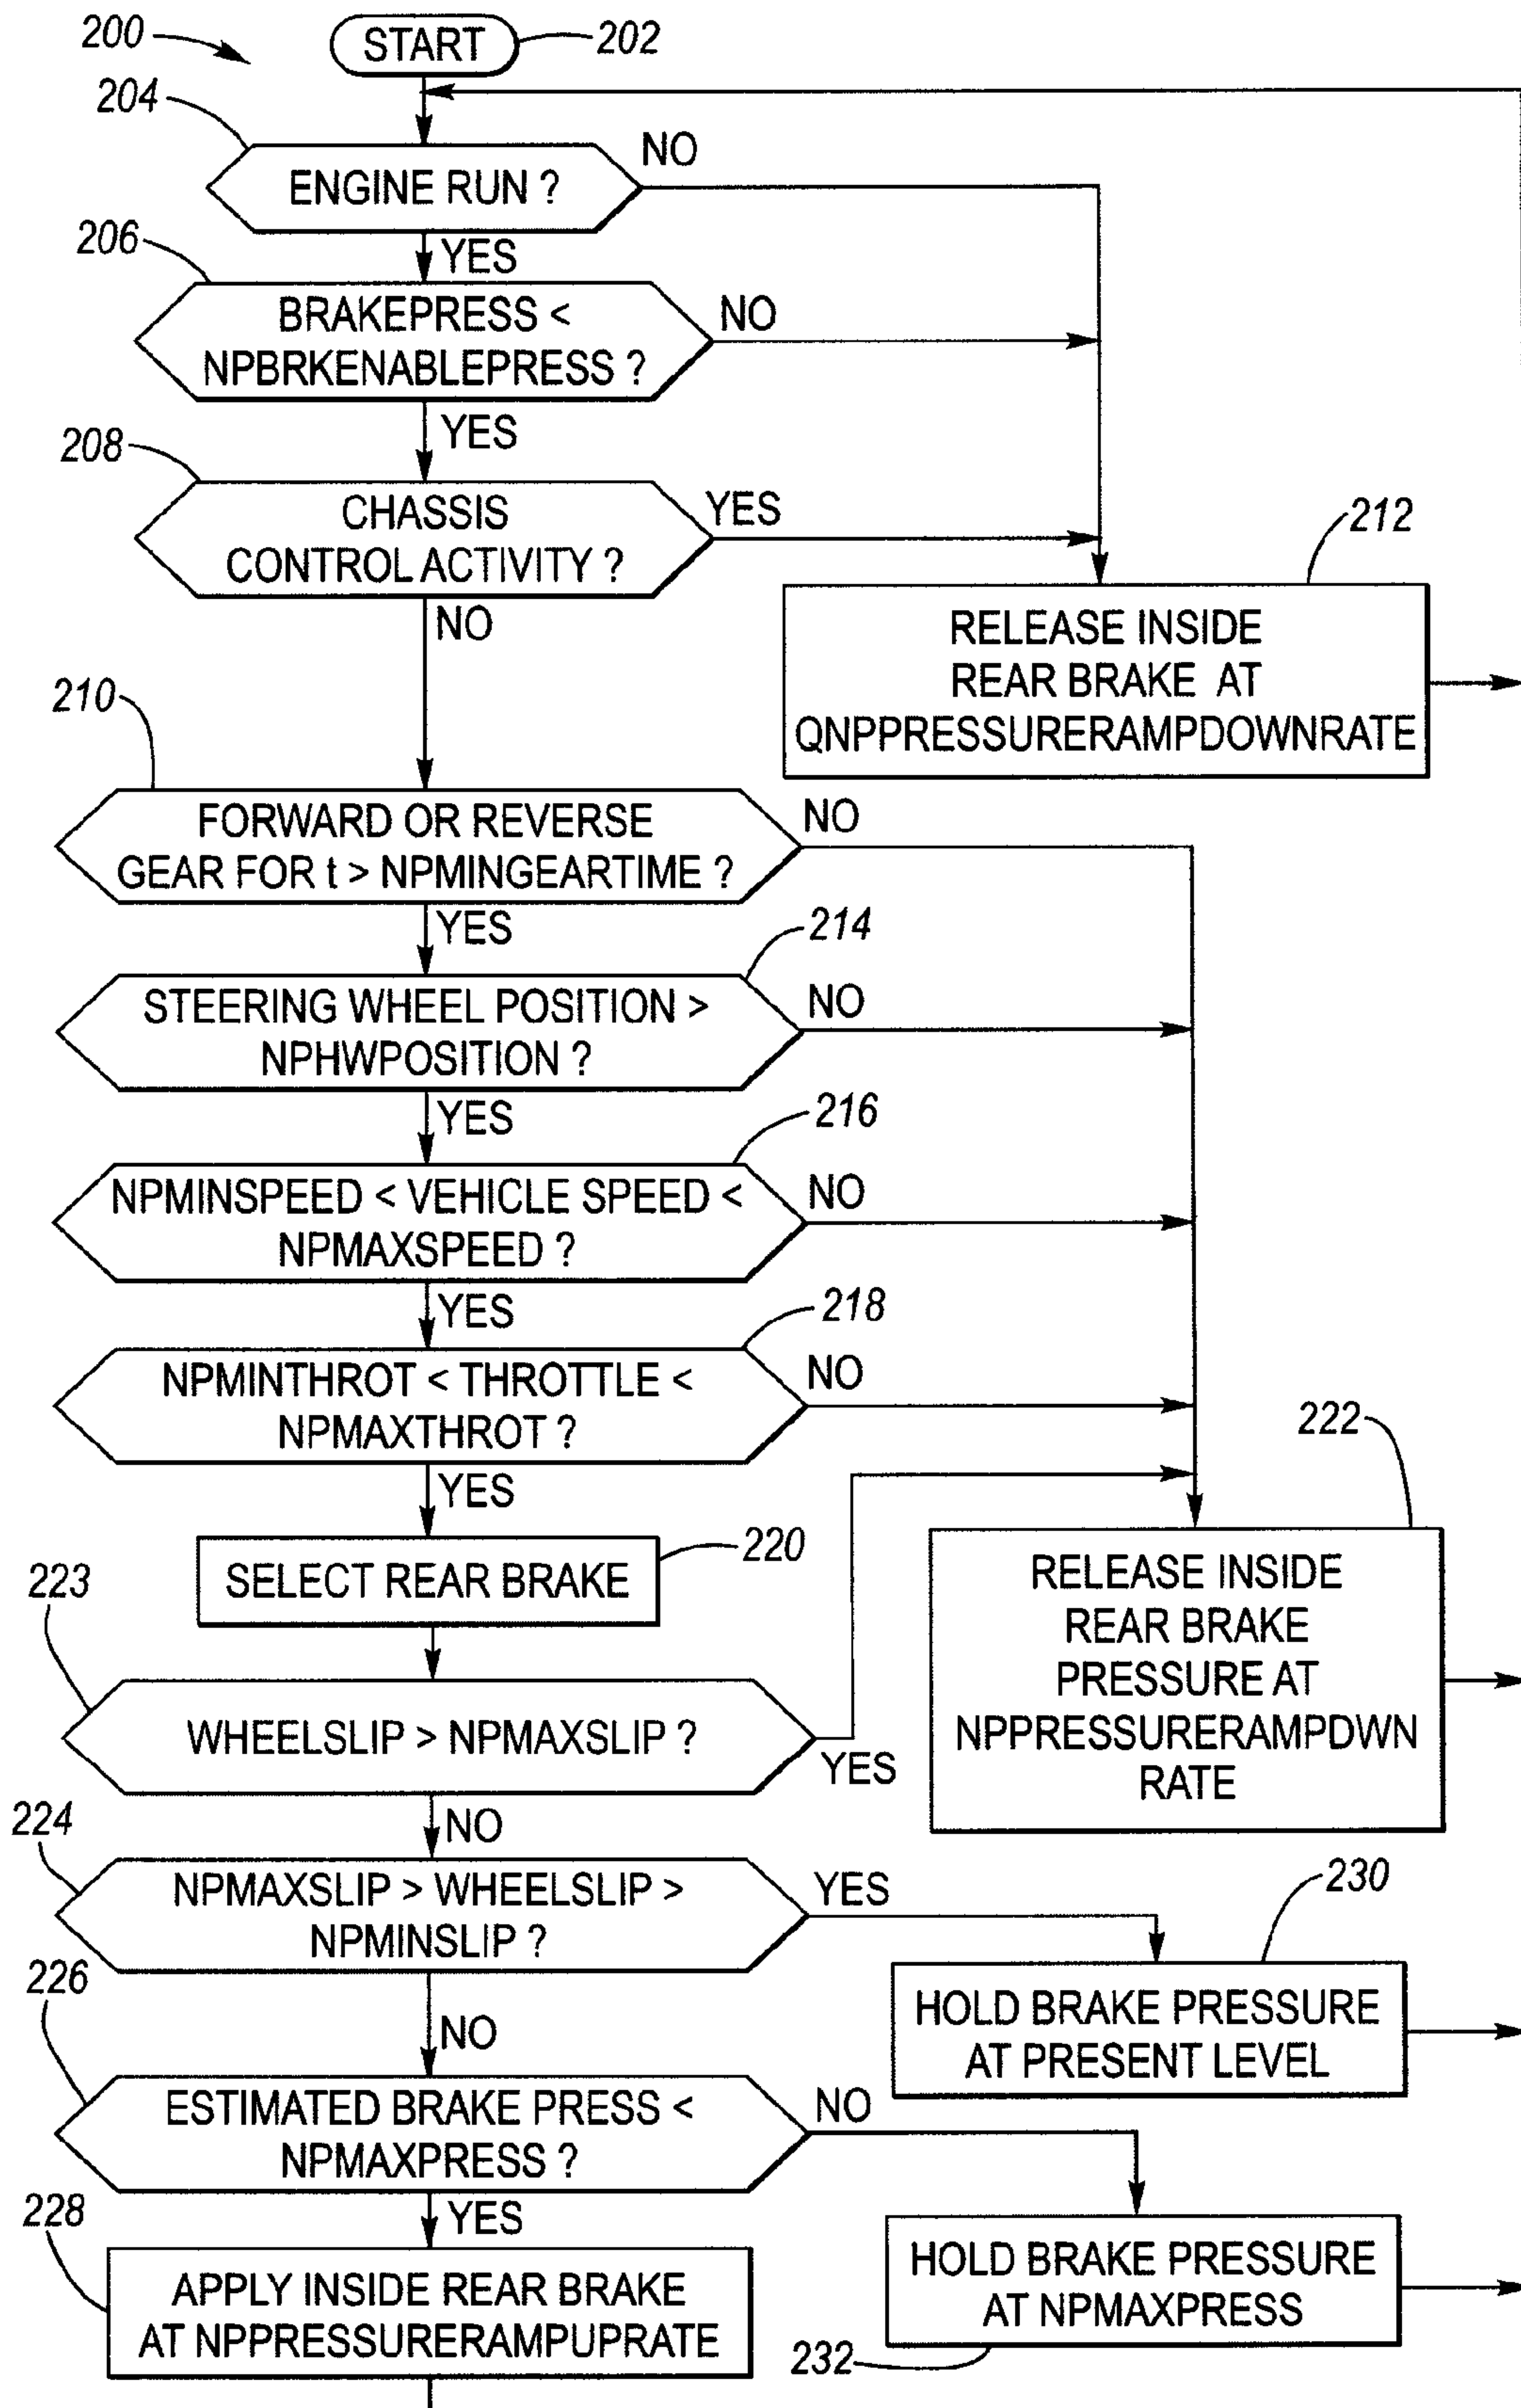 200
START
202
204
ENGINE RUN ?
NO
YES
206
BRAKEPRESS <
NPBRKENABLEPRESS ?
NO
YES
208
CHASSIS
CONTROL ACTIVITY ?
YES
NO
212
RELEASE INSIDE
REAR BRAKE AT
QNPPRESSURERAMPDOWNRATE
210
FORWARD OR REVERSE
GEAR FOR t > NPMINGEARTIME ?
NO
YES
214
STEERING WHEEL POSITION >
NPHWPOSITION ?
NO
YES
216
NPMINSPEED < VEHICLE SPEED <
NPMAXSPEED ?
NO
YES
218
NPMINTHROT < THROTTLE <
NPMAXTHROT ?
NO
YES
222
RELEASE INSIDE
REAR BRAKE
PRESSURE AT
NPPRESSURERAMPDWN
RATE
SELECT REAR BRAKE
220
223
WHEELSLIP > NPMAXSLIP ?
YES
NO
224
NPMAXSLIP > WHEELSLIP >
NPMINSLIP ?
YES
NO
230
HOLD BRAKE PRESSURE
AT PRESENT LEVEL
226
ESTIMATED BRAKE PRESS <
NPMAXPRESS ?
NO
YES
228
APPLY INSIDE REAR BRAKE
AT NPPRESSURERAMPUPRATE
HOLD BRAKE PRESSURE
AT NPMAXPRESS
232